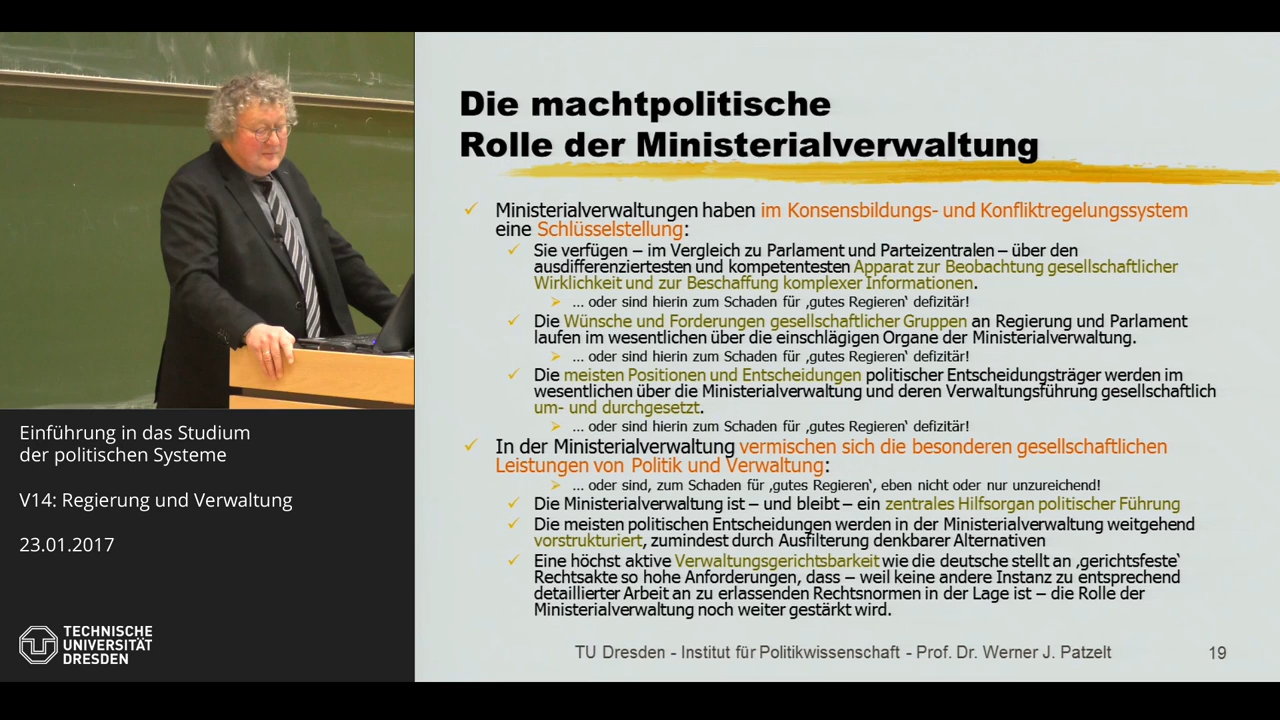 Die machtpolitische
Rolle der Ministerialverwaltung
Ministerialverwaltungen haben im Konsensbildungs- und Konfliktregelungssystem
eine Schlüsselstellung:
Sie verfügen – im Vergleich zu Parlament und Parteizentralen – über den
ausdifferenziertesten und kompetentesten Apparat zur Beobachtung gesellschaftlicher
Wirklichkeit und zur Beschaffung komplexer Informationen.
... oder sind hierin zum Schaden für ‚gutes Regieren‘ defizitär!
Die Wünsche und Forderungen gesellschaftlicher Gruppen an Regierung und Parlament
laufen im wesentlichen über die einschlägigen Organe der Ministerialverwaltung.
... oder sind hierin zum Schaden für ‚gutes Regieren‘ defizitär!
Die meisten Positionen und Entscheidungen politischer Entscheidungsträger werden im
wesentlichen über die Ministerialverwaltung und deren Verwaltungsführung gesellschaftlich
um- und durchgesetzt.
... oder sind hierin zum Schaden für ‚gutes Regieren‘ defizitär!
In der Ministerialverwaltung vermischen sich die besonderen gesellschaftlichen
Leistungen von Politik und Verwaltung:
... oder sind, zum Schaden für ‚gutes Regieren‘, eben nicht oder nur unzureichend!
Die Ministerialverwaltung ist – und bleibt – ein zentrales Hilfsorgan politischer Führung
Die meisten politischen Entscheidungen werden in der Ministerialverwaltung weitgehend
vorstrukturiert, zumindest durch Ausfilterung denkbarer Alternativen
Eine höchst aktive Verwaltungsgerichtsbarkeit wie die deutsche stellt an ‚gerichtsfeste‘
Rechtsakte so hohe Anforderungen, dass – weil keine andere Instanz zu entsprechend
detaillierter Arbeit an zu erlassenden Rechtsnormen in der Lage ist – die Rolle der
Ministerialverwaltung noch weiter gestärkt wird.
TU Dresden - Institut für Politikwissenschaft - Prof. Dr. Werner J. Patzelt 19
Einführung in das Studium
der politischen Systeme
V14: Regierung und Verwaltung
23.01.2017
TECHNISCHE
UNIVERSITÄT
DRESDEN